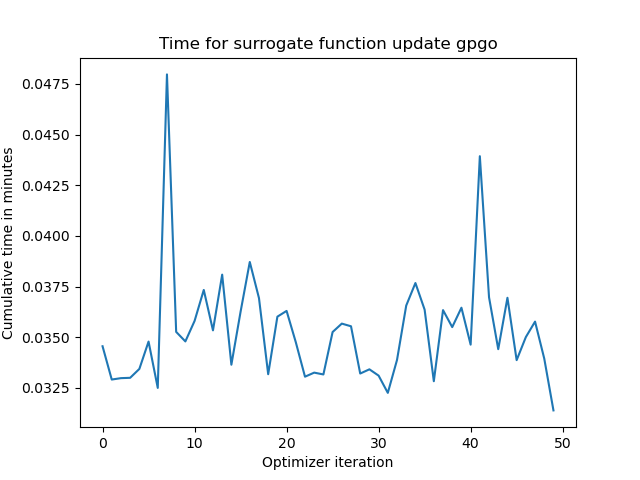 Time for surrogate function update gpgo
Cumulative time in minutes
0.0475
0.0450
0.0425
0.0400
0.0375
0.0350
0.0325
0 10 20 30 40 50
Optimizer iteration